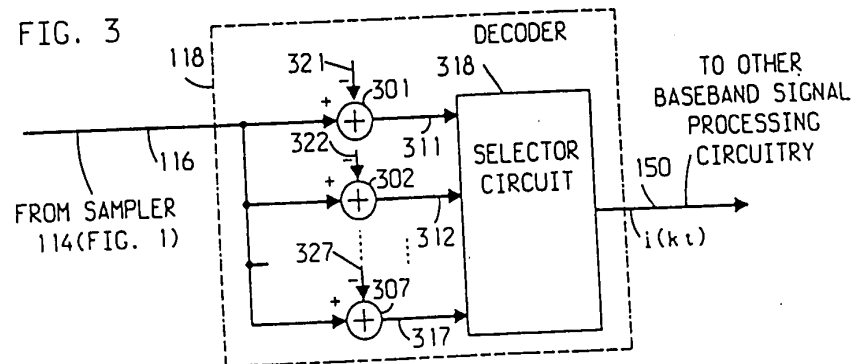 FIG. 3
DECODER
118
321
-
318
TO OTHER
BASEBAND SIGNAL
PROCESSING
CIRCUITRY
+
301
+
311
116
322
-
SELECTOR
CIRCUIT
302
+
+
150
FROM SAMPLER
114(FIG. 1)
312
i(kt)
327
-
307
+
+
317